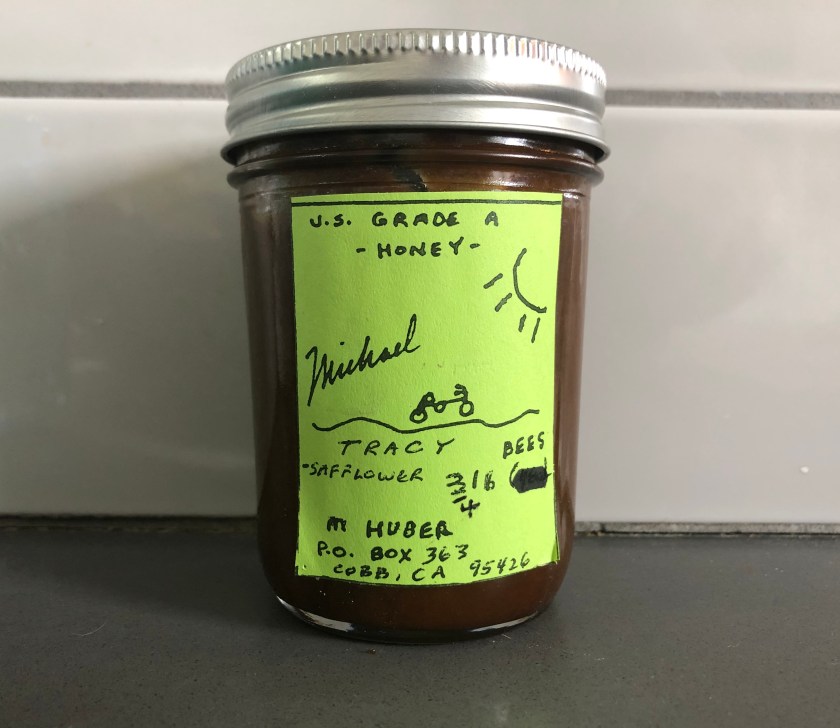 U.S. GRADE A
- HONEY -
Michael
TRACY BEES
- SAFFLOWER 3/4 lb
M HUBER
P.O. BOX 363
COBB, CA 95426